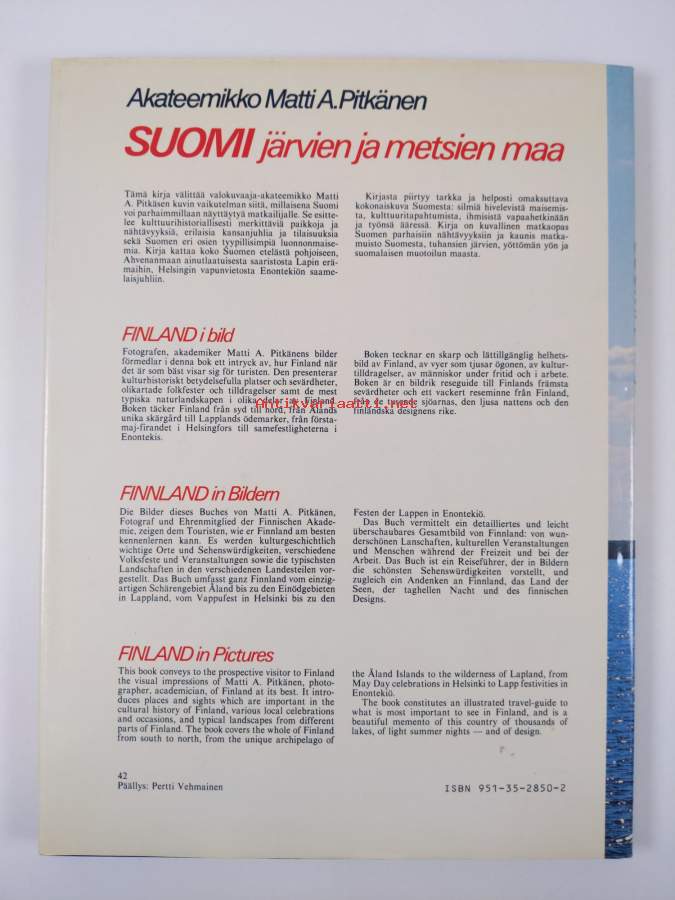 Akateemikko Matti A.Pitkänen
SUOMI järvien ja metsien maa
Tämä kirja välittää valokuvaaja-akateemikko Matti
A. Pitkäsen kuvin vaikutelman siitä, millaisena Suomi
voi parhaimmillaan näyttäytyä matkailijalle. Se esitte-
lee kulttuurihistoriallisesti merkittäviä paikkoja ja
nähtävyyksiä, erilaisia kansanjuhlia ja tilaisuuksia
sekä Suomen eri osien tyypillisimpiä luonnonmaise-
mia. Kirja kattaa koko Suomen etelästä pohjoiseen,
Ahvenanmaan ainutlaatuisesta saaristosta Lapin erä-
maihin, Helsingin vapunvietosta Enontekiön saame-
laisjuhliin.
Kirjasta piirtyy tarkka ja helposti omaksuttava
kokonaiskuva Suomesta: silmiä hivelevistä maisemis-
ta, kulttuuritapahtumista, ihmisistä vapaahetkinään
ja työnsä ääressä. Kirja on kuvallinen matkaopas
Suomen parhaisiin nähtävyyksiin ja kaunis matka-
muisto Suomesta, tuhansien järvien, yöttömän yön ja
suomalaisen muotoilun maasta.
FINLAND i bild
Fotografen, akademiker Matti A. Pitkänens bilder
förmedlar i denna bok ett intryck av, hur Finland när
det är som bäst visar sig för turisten. Den presenterar
kulturhistoriskt betydelsefulla platser och sevärdheter,
olikartade folkfester och tilldragelser samt de mest
typiska naturlandskapen i olika delar av Finland.
Boken täcker Finland från syd till nord, från Ålands
unika skärgård till Lapplands ödemarker, från första-
maj-firandet i Helsingfors till samefestligheterna i
Enontekis.
Boken tecknar en skarp och lättillgänglig helhets-
bild av Finland, av vyer som tjusar ögonen, av kultur-
tilldragelser, av människor under fritid och i arbete.
Boken är en bildrik reseguide till Finlands främsta
sevärdheter och ett vackert reseminne från Finland,
från de tusende sjöarnas, den ljusa nattens och den
finländska designens rike.
Antikvariaatti.net
FINNLAND in Bildern
Die Bilder dieses Buches von Matti A. Pitkänen,
Fotograf und Ehrenmitglied der Finnischen Akade-
mie, zeigen dem Touristen, wie er Finnland am besten
kennenlernen kann. Es werden kulturgeschichtlich
wichtige Orte und Sehenswürdigkeiten, verschiedene
Volksfeste und Veranstaltungen sowie die typischsten
Landschaften in den verschiedenen Landesteilen vor-
gestellt. Das Buch umfasst ganz Finnland vom einzig-
artigen Schärengebiet Åland bis zu den Einödgebieten
in Lappland, vom Vappufest in Helsinki bis zu den
Festen der Lappen in Enontekiö.
Das Buch vermittelt ein detailliertes und leicht
überschaubares Gesamtbild von Finnland: von wun-
derschönen Lanschaften, kulturellen Veranstaltungen
und Menschen während der Freizeit und bei der
Arbeit. Das Buch ist ein Reiseführer, der in Bildern
die schönsten Sehenswürdigkeiten vorstellt, und
zugleich ein Andenken an Finnland, das Land der
Seen, der taghellen Nacht und des finnischen
Designs.
FINLAND in Pictures
This book conveys to the prospective visitor to Finland
the visual impressions of Matti A. Pitkänen, photo-
grapher, academician, of Finland at its best. It intro-
duces places and sights which are important in the
cultural history of Finland, various local celebrations
and occasions, and typical landscapes from different
parts of Finland. The book covers the whole of Finland
from south to north, from the unique archipelago of
the Åland Islands to the wilderness of Lapland, from
May Day celebrations in Helsinki to Lapp festivities in
Enontekiö.
The book constitutes an illustrated travel-guide to
what is most important to see in Finland, and is a
beautiful memento of this country of thousands of
lakes, of light summer nights — and of design.
42
Päällys: Pertti Vehmainen
ISBN 951-35-2850-2